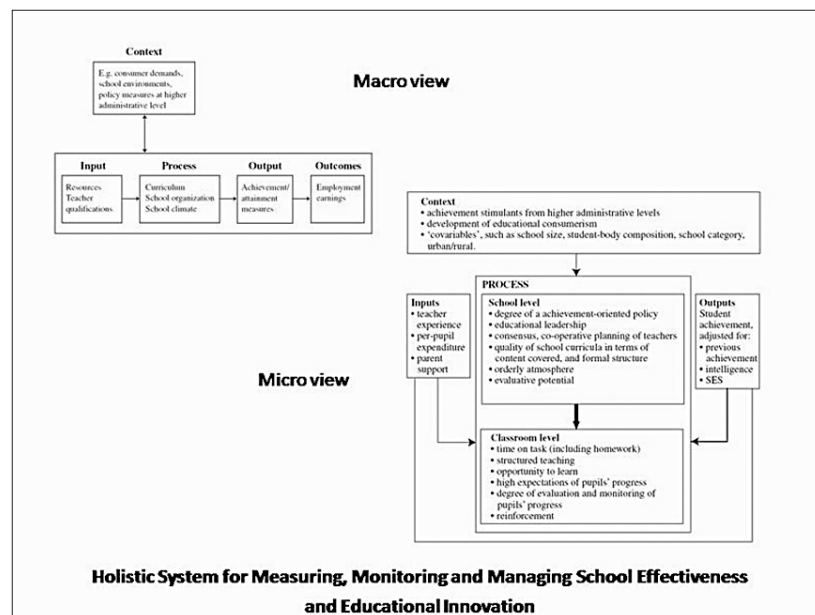 Context
E.g. consumer demands,
school environments,
policy measures at higher
administrative level
Macro view
Input
Process
Output
Outcomes
Resources
Teacher
qualifications
Curriculum
School organization
School climate
Achievement/
attainment
measures
Employment
earnings
Context
• achievement stimulants from higher administrative levels
• development of educational consumerism
• ‘covariables’, such as school size, student-body composition, school category,
urban/rural.
PROCESS
Inputs
• teacher
experience
• per-pupil
expenditure
• parent
support
School level
• degree of a achievement-oriented policy
• educational leadership
• consensus, co-operative planning of teachers
• quality of school curricula in terms of
content covered, and formal structure
• orderly atmosphere
• evaluative potential
Outputs
Student
achievement,
adjusted for:
• previous
achievement
• intelligence
• SES
Micro view
Classroom level
• time on task (including homework)
• structured teaching
• opportunity to learn
• high expectations of pupils’ progress
• degree of evaluation and monitoring of
pupils’ progress
• reinforcement
Holistic System for Measuring, Monitoring and Managing School Effectiveness
and Educational Innovation